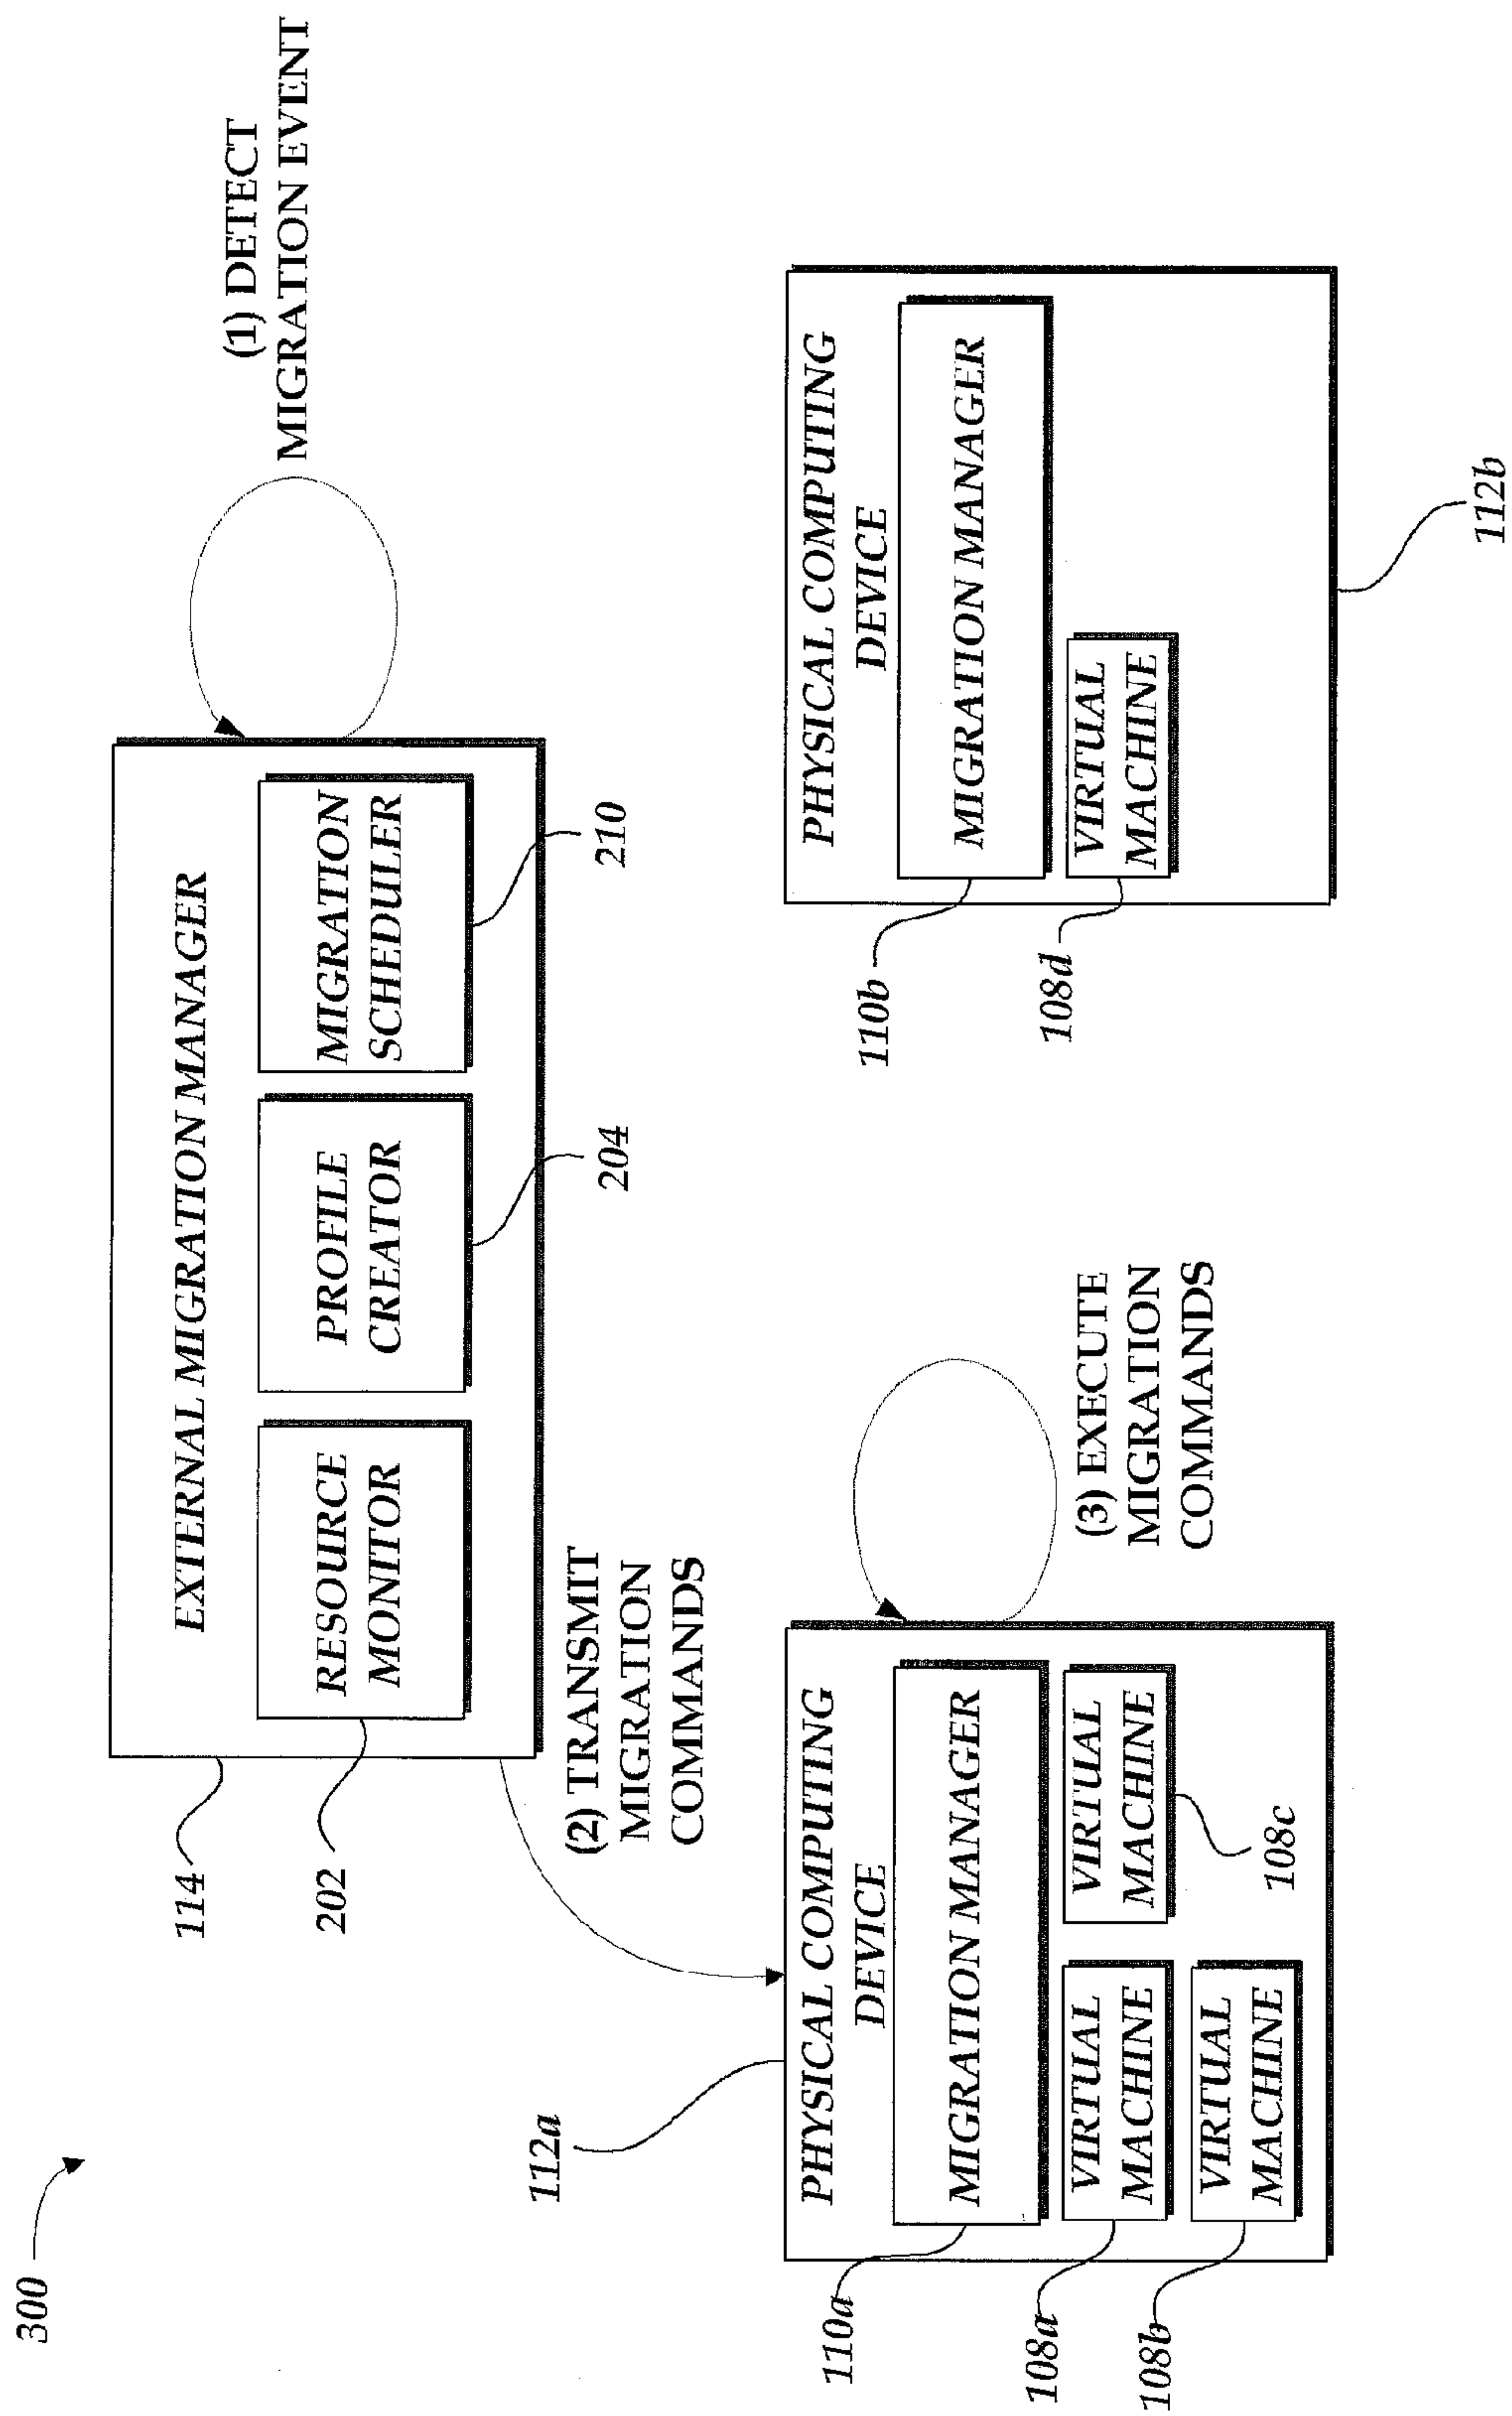 300
(1) DETECT
MIGRATION EVENT
114
EXTERNAL MIGRATION MANAGER
202
RESOURCE
MONITOR
PROFILE
CREATOR
MIGRATION
SCHEDULER
204
210
(2) TRANSMIT
MIGRATION
COMMANDS
112a
PHYSICAL COMPUTING
DEVICE
110a
MIGRATION MANAGER
108a
VIRTUAL
MACHINE
VIRTUAL
MACHINE
108b
VIRTUAL
MACHINE
108c
(3) EXECUTE
MIGRATION
COMMANDS
PHYSICAL COMPUTING
DEVICE
110b
MIGRATION MANAGER
108d
VIRTUAL
MACHINE
112b